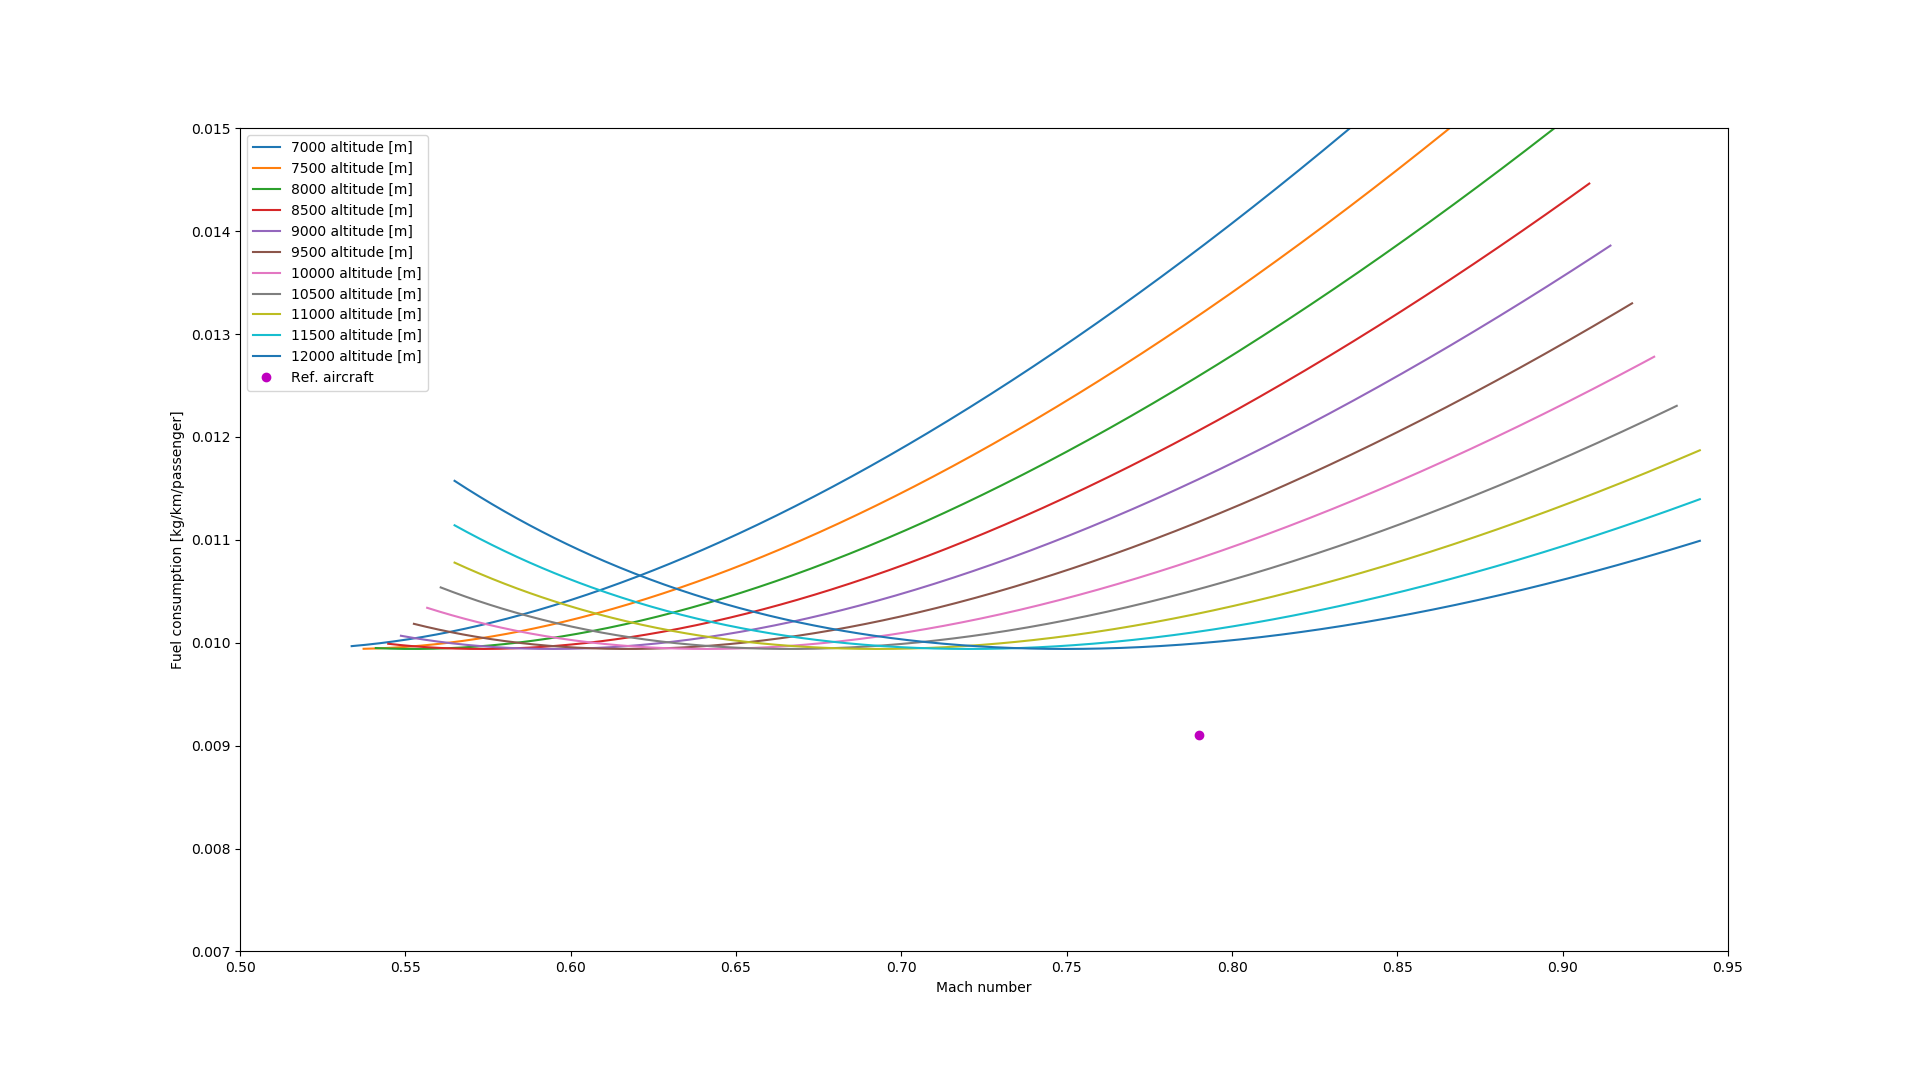 0.015
0.014
0.013
0.012
0.011
0.010
0.009
0.008
0.007
Fuel consumption [kg/km/passenger]
7000 altitude [m]
7500 altitude [m]
8000 altitude [m]
8500 altitude [m]
9000 altitude [m]
9500 altitude [m]
10000 altitude [m]
10500 altitude [m]
11000 altitude [m]
11500 altitude [m]
12000 altitude [m]
Ref. aircraft
0.50 0.55 0.60 0.65 0.70 0.75 0.80 0.85 0.90 0.95
Mach number